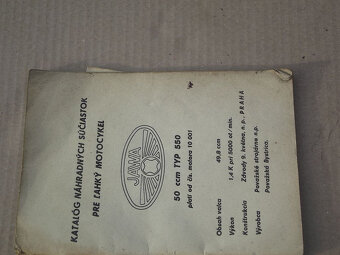 KATALÓG NÁHRADNÝCH SÚČIASTOK
PRE ĽAHKÝ MOTOCYKEL
JAWA
50 ccm TYP 550
platí od čís. motora 10 001
Obsah valca 49,8 ccm
Výkon 1,4 K pri 5000 ot/min.
Konštrukcia Závody 9. května, n. p., PRAHA
Výrobca Považské strojárne n.p.
Považská Bystrica.